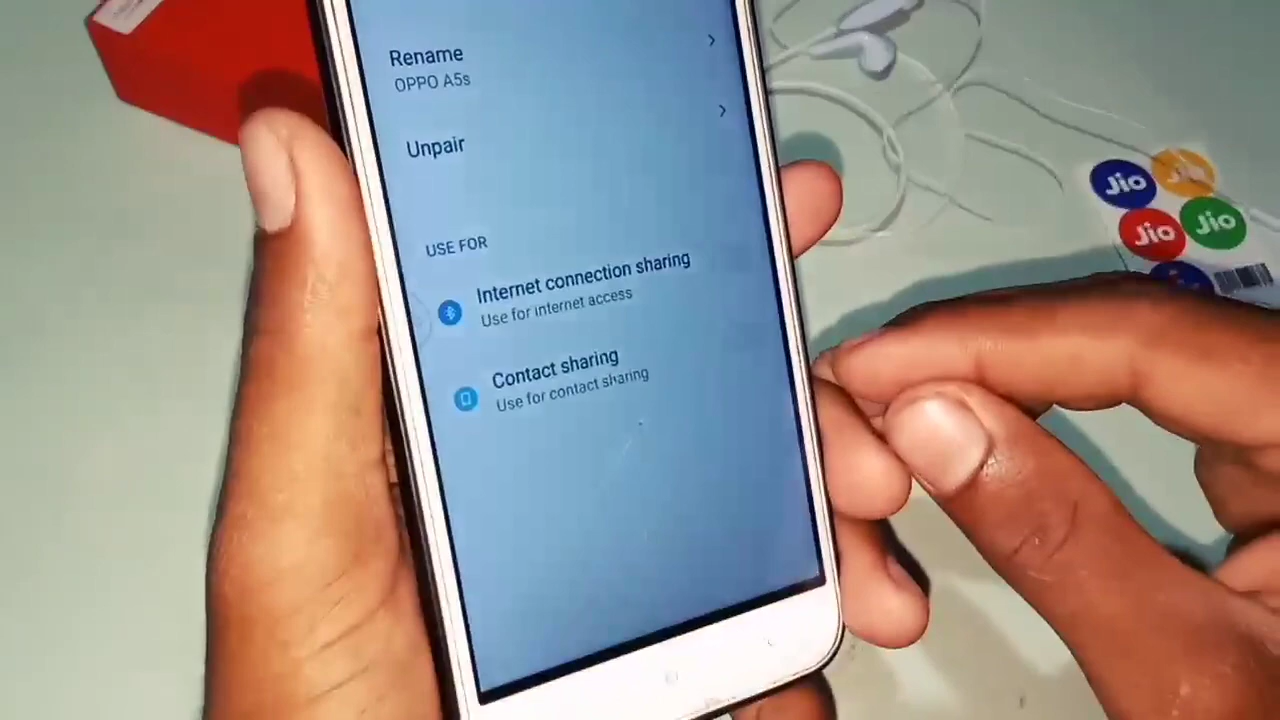 Rename
OPPO A5s
Unpair
USE FOR
Internet connection sharing
Use for internet access
Contact sharing
Use for contact sharing
Jio
Jio
Jio
Jio